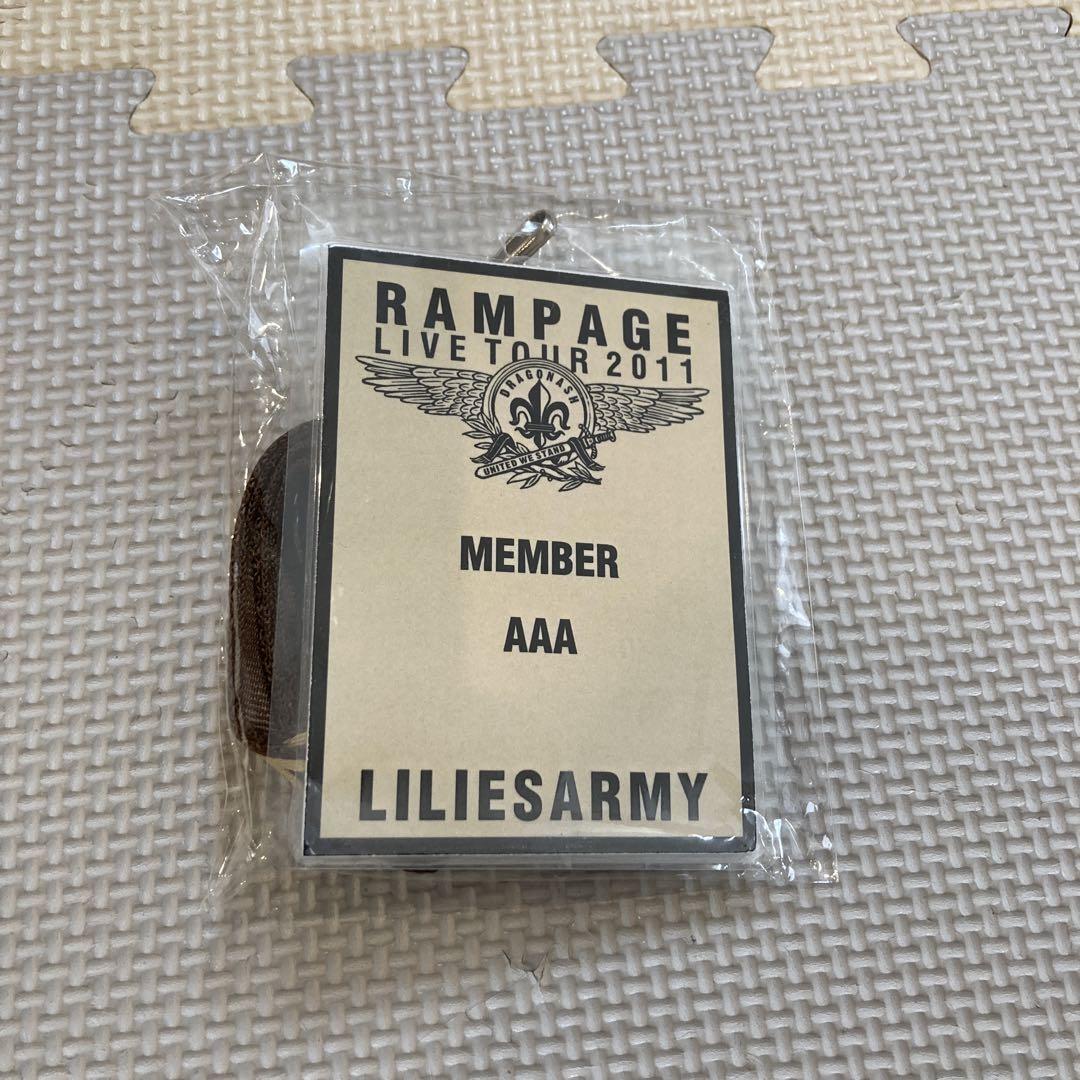 RAMPAGE
LIVE TOUR 2011
DRAGONASH
UNITED WE STAND
MEMBER
AAA
LILIESARMY